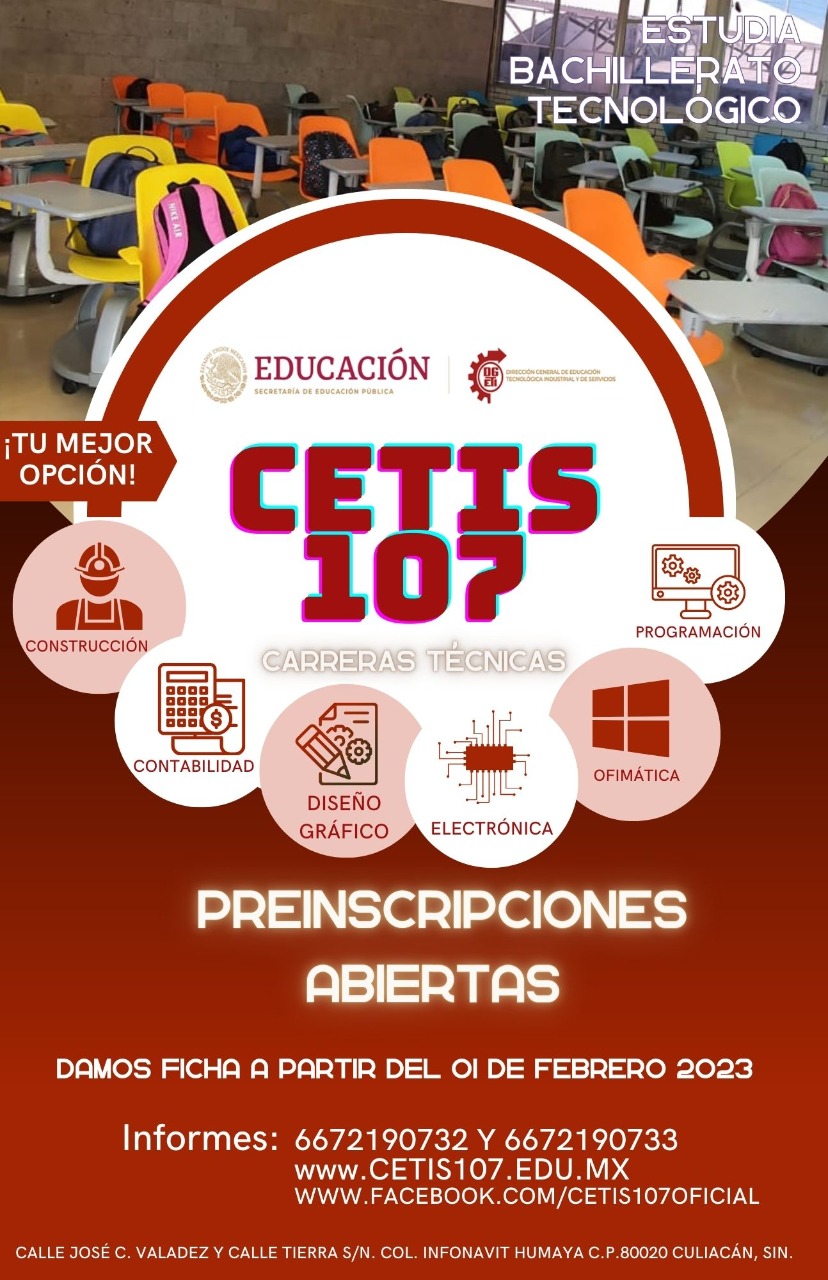 ESTUDIA
BACHILLERATO
TECNOLÓGICO
NIKE AIR
EDUCACIÓN
SECRETARÍA DE EDUCACIÓN PÚBLICA
DGETI
DIRECCIÓN GENERAL DE EDUCACIÓN
TECNOLÓGICA INDUSTRIAL Y DE SERVICIOS
¡TU MEJOR
OPCIÓN!
CETIS
107
CARRERAS TÉCNICAS
CONSTRUCCIÓN
CONTABILIDAD
DISEÑO
GRÁFICO
ELECTRÓNICA
OFIMÁTICA
PROGRAMACIÓN
PREINSCRIPCIONES
ABIERTAS
DAMOS FICHA A PARTIR DEL 01 DE FEBRERO 2023
Informes: 6672190732 Y 6672190733
www.CETIS107.EDU.MX
WWW.FACEBOOK.COM/CETIS107OFICIAL
CALLE JOSÉ C. VALADEZ Y CALLE TIERRA S/N. COL. INFONAVIT HUMAYA C.P.80020 CULIACÁN, SIN.